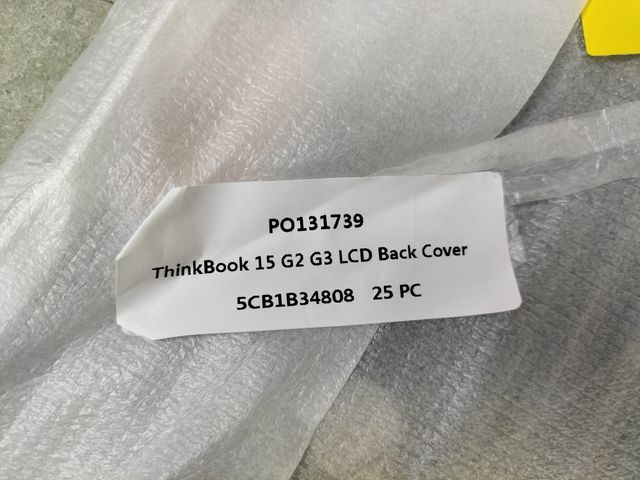 PO131739
ThinkBook 15 G2 G3 LCD Back Cover
5CB1B34808 25 PC